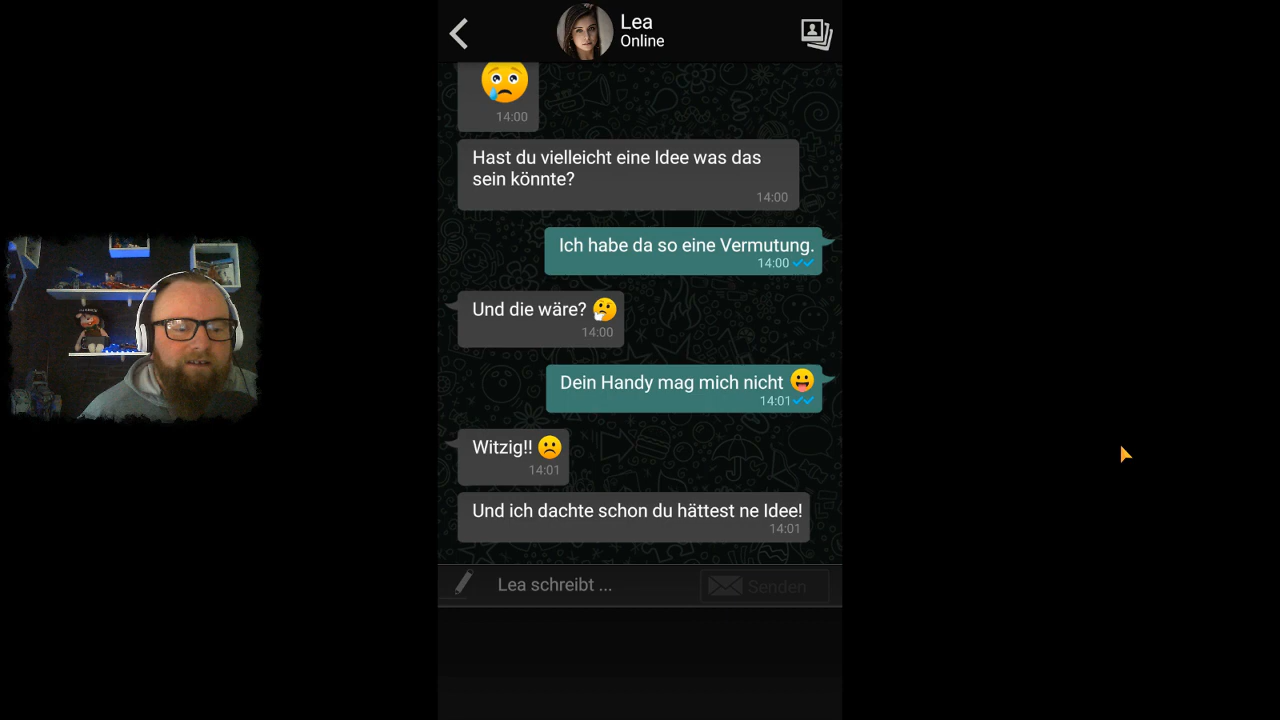 Lea
Online
14:00
Hast du vielleicht eine Idee was das
sein könnte?
14:00
Ich habe da so eine Vermutung.
14:00
Und die wäre? 🤔
14:00
Dein Handy mag mich nicht 😛
14:01
Witzig!! 🙁
14:01
Und ich dachte schon du hättest ne Idee!
14:01
Lea schreibt ...
Senden